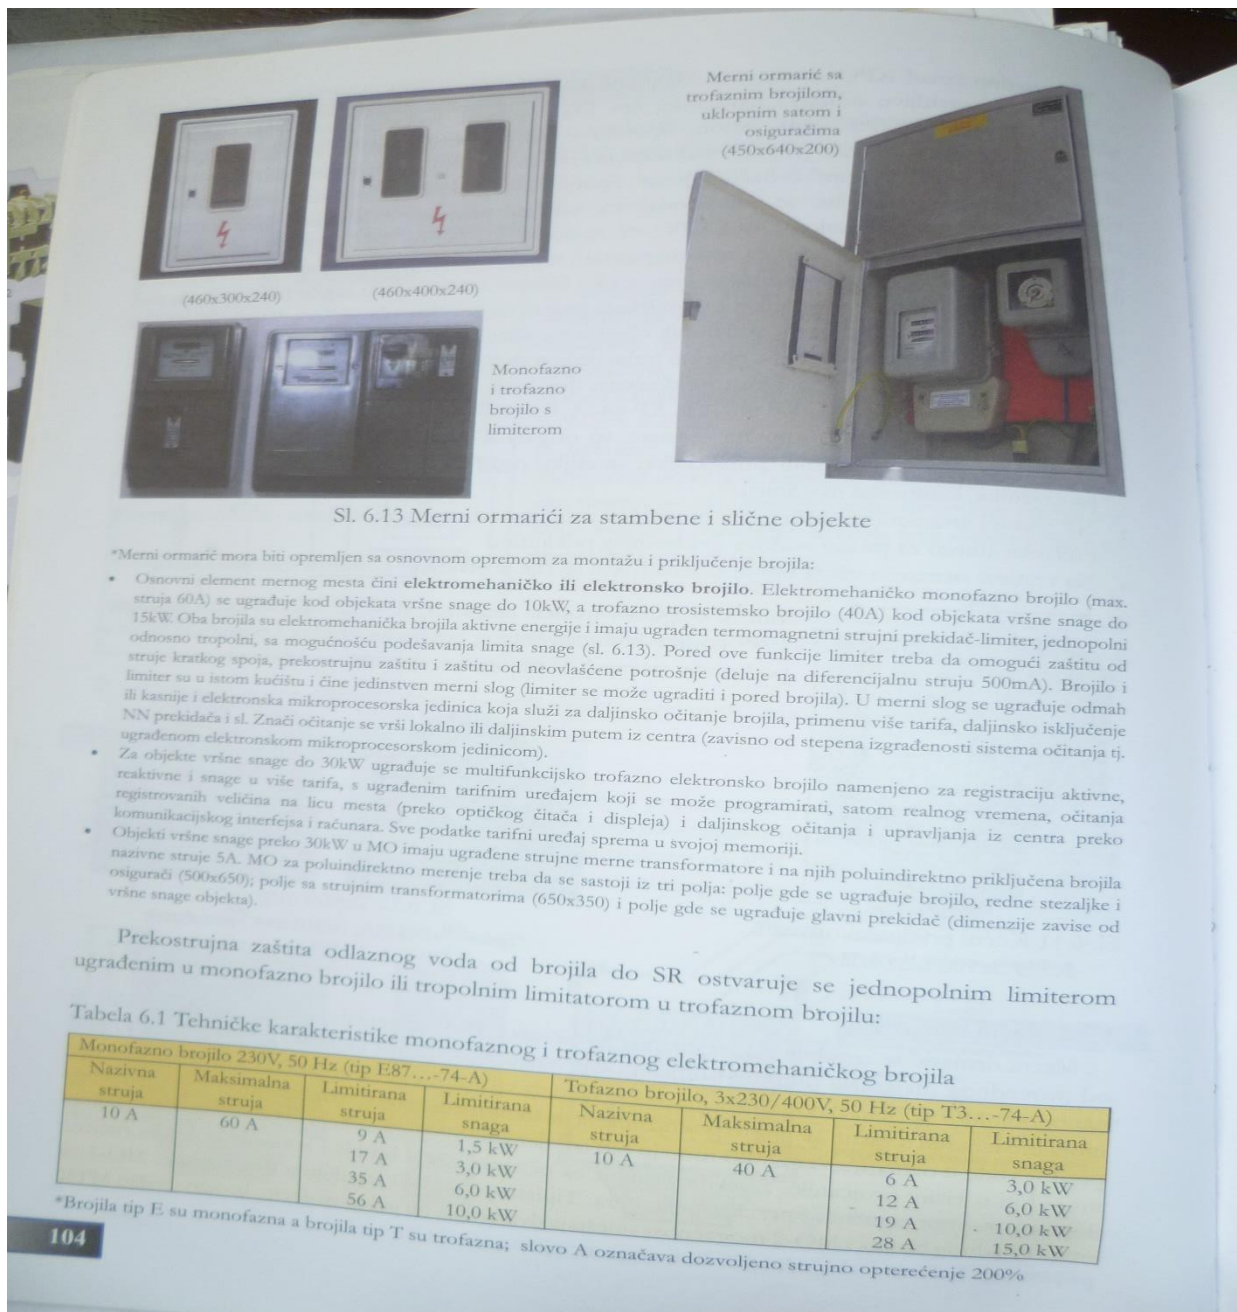 Merni ormarić sa
trofaznim brojilom,
uklopnim satom i
osiguračima
(450x640x200)
(460x300x240)
(460x400x240)
Monofazno
i trofazno
brojilo s
limiterom
Sl. 6.13 Merni ormarići za stambene i slične objekte
*Merni ormarić mora biti opremljen sa osnovnom opremom za montažu i priključenje brojila:
• Osnovni element mernog mesta čini elektromehaničko ili elektronsko brojilo. Elektromehaničko monofazno brojilo (max.
struja 60A) se ugrađuje kod objekata vršne snage do 10kW, a trofazno trosistemsko brojilo (40A) kod objekata vršne snage do
15kW. Oba brojila su elektromehanička brojila aktivne energije i imaju ugrađen termomagnetni strujni prekidač-limiter, jednopolni
odnosno tropolni, sa mogućnošću podešavanja limita snage (sl. 6.13). Pored ove funkcije limiter treba da omogući zaštitu od
struje kratkog spoja, prekostrujnu zaštitu i zaštitu od neovlašćene potrošnje (deluje na diferencijalnu struju 500mA). Brojilo i
limiter su u istom kućištu i čine jedinstven merni slog (limiter se može ugraditi i pored brojila). U merni slog se ugrađuje odmah
ili kasnije i elektronska mikroprocesorska jedinica koja služi za daljinsko očitanje brojila, primenu više tarifa, daljinsko isključenje
NN prekidača i sl. Znači očitanje se vrši lokalno ili daljinskim putem iz centra (zavisno od stepena izgrađenosti sistema očitanja tj.
ugrađenom elektronskom mikroprocesorskom jedinicom).
• Za objekte vršne snage do 30kW ugrađuje se multifunkcijsko trofazno elektronsko brojilo namenjeno za registraciju aktivne,
reaktivne i snage u više tarifa, s ugrađenim tarifnim uređajem koji se može programirati, satom realnog vremena, očitanja
registrovanih veličina na licu mesta (preko optičkog čitača i displeja) i daljinskog očitanja i upravljanja iz centra preko
komunikacijskog interfejsa i računara. Sve podatke tarifni uređaj sprema u svojoj memoriji.
• Objekti vršne snage preko 30kW u MO imaju ugrađene strujne merne transformatore i na njih poluindirektno priključena brojila
nazivne struje 5A. MO za poluindirektno merenje treba da se sastoji iz tri polja: polje gde se ugrađuje brojilo, redne stezaljke i
osigurači (500x650); polje sa strujnim transformatorima (650x350) i polje gde se ugrađuje glavni prekidač (dimenzije zavise od
vršne snage objekta).
Prekostrujna zaštita odlaznog voda od brojila do SR ostvaruje se jednopolnim limiterom
ugrađenim u monofazno brojilo ili tropolnim limitatorom u trofaznom brojilu:
Tabela 6.1 Tehničke karakteristike monofaznog i trofaznog elektromehaničkog brojila
Monofazno brojilo 230V, 50 Hz (tip E87...-74-A) Tofazno brojilo, 3x230/400V, 50 Hz (tip T3...-74-A)
Nazivna Maksimalna Limitirana Limitirana Nazivna Maksimalna Limitirana Limitirana
struja struja struja snaga struja struja struja snaga
10 A 60 A 9 A 1,5 kW 10 A 40 A 6 A 3,0 kW
17 A 3,0 kW 12 A 6,0 kW
35 A 6,0 kW 19 A 10,0 kW
56 A 10,0 kW 28 A 15,0 kW
*Brojila tip E su monofazna a brojila tip T su trofazna; slovo A označava dozvoljeno strujno opterećenje 200%
104